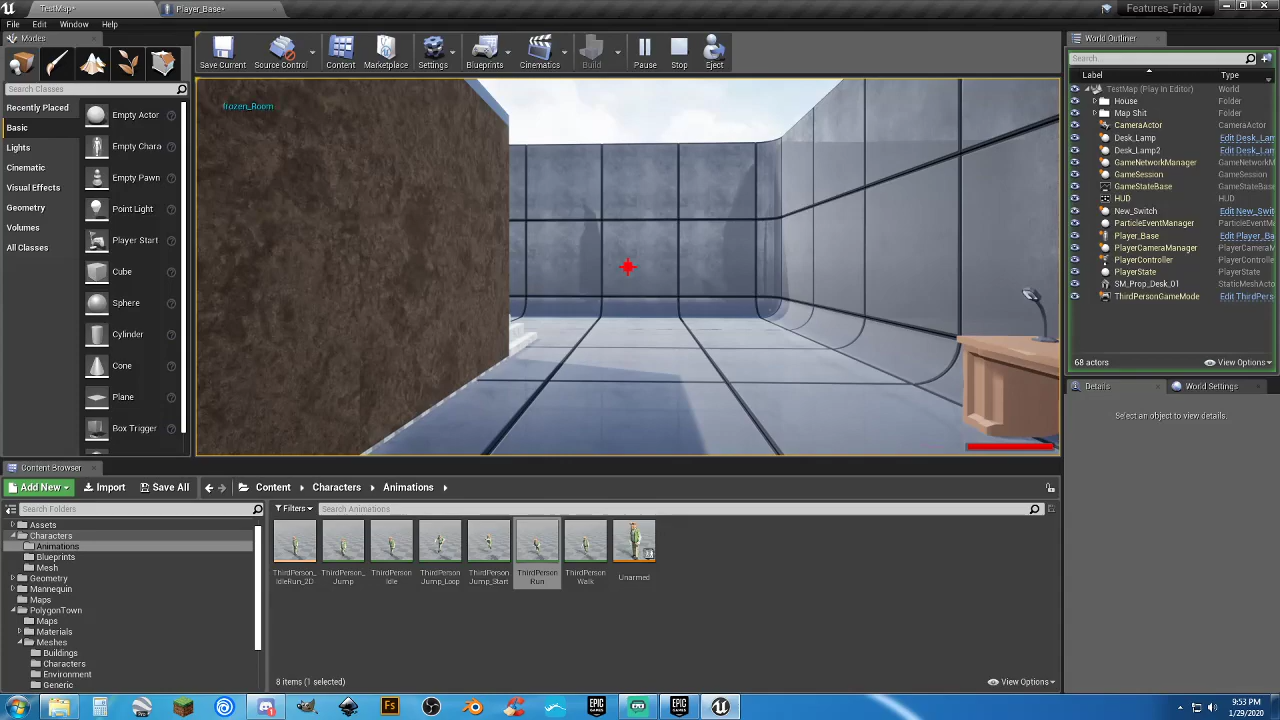 TestMap*
Player_Base*
Features_Friday
File
Edit
Window
Help
Modes
Search Classes
Recently Placed
Basic
Lights
Cinematic
Visual Effects
Geometry
Volumes
All Classes
Empty Actor
Empty Chara
Empty Pawn
Point Light
Player Start
Cube
Sphere
Cylinder
Cone
Plane
Box Trigger
Save Current
Source Control
Content
Marketplace
Settings
Blueprints
Cinematics
Build
Pause
Stop
Eject
frozen_Boom
World Outliner
Search...
Label
Type
TestMap (Play In Editor)
World
House
Folder
Map Shit
Folder
CameraActor
CameraActor
Desk_Lamp
Edit Desk_Lam
Desk_Lamp2
Edit Desk_Lam
GameNetworkManager
GameNetworkM
GameSession
GameSession
GameStateBase
GameStateBase
HUD
HUD
New_Switch
Edit New_Swit
ParticleEventManager
ParticleEventM
Player_Base
Edit Player_Ba
PlayerCameraManager
PlayerCameraM
PlayerController
PlayerControlle
PlayerState
PlayerState
SM_Prop_Desk_01
StaticMeshActo
ThirdPersonGameMode
Edit ThirdPers
68 actors
View Options
Details
World Settings
Select an object to view details.
Content Browser
Add New
Import
Save All
Content
Characters
Animations
Search Folders
Filters
Search Animations
Assets
Characters
Animations
Blueprints
Mesh
Geometry
Mannequin
Maps
PolygonTown
Maps
Materials
Meshes
Buildings
Characters
Environment
Generic
ThirdPerson_
IdleRun_2D
ThirdPerson
_Jump
ThirdPerson
Idle
ThirdPerson
Jump_Loop
ThirdPerson
Jump_Start
ThirdPerson
Run
ThirdPerson
Walk
Unarmed
8 items (1 selected)
View Options
9:53 PM
1/29/2020